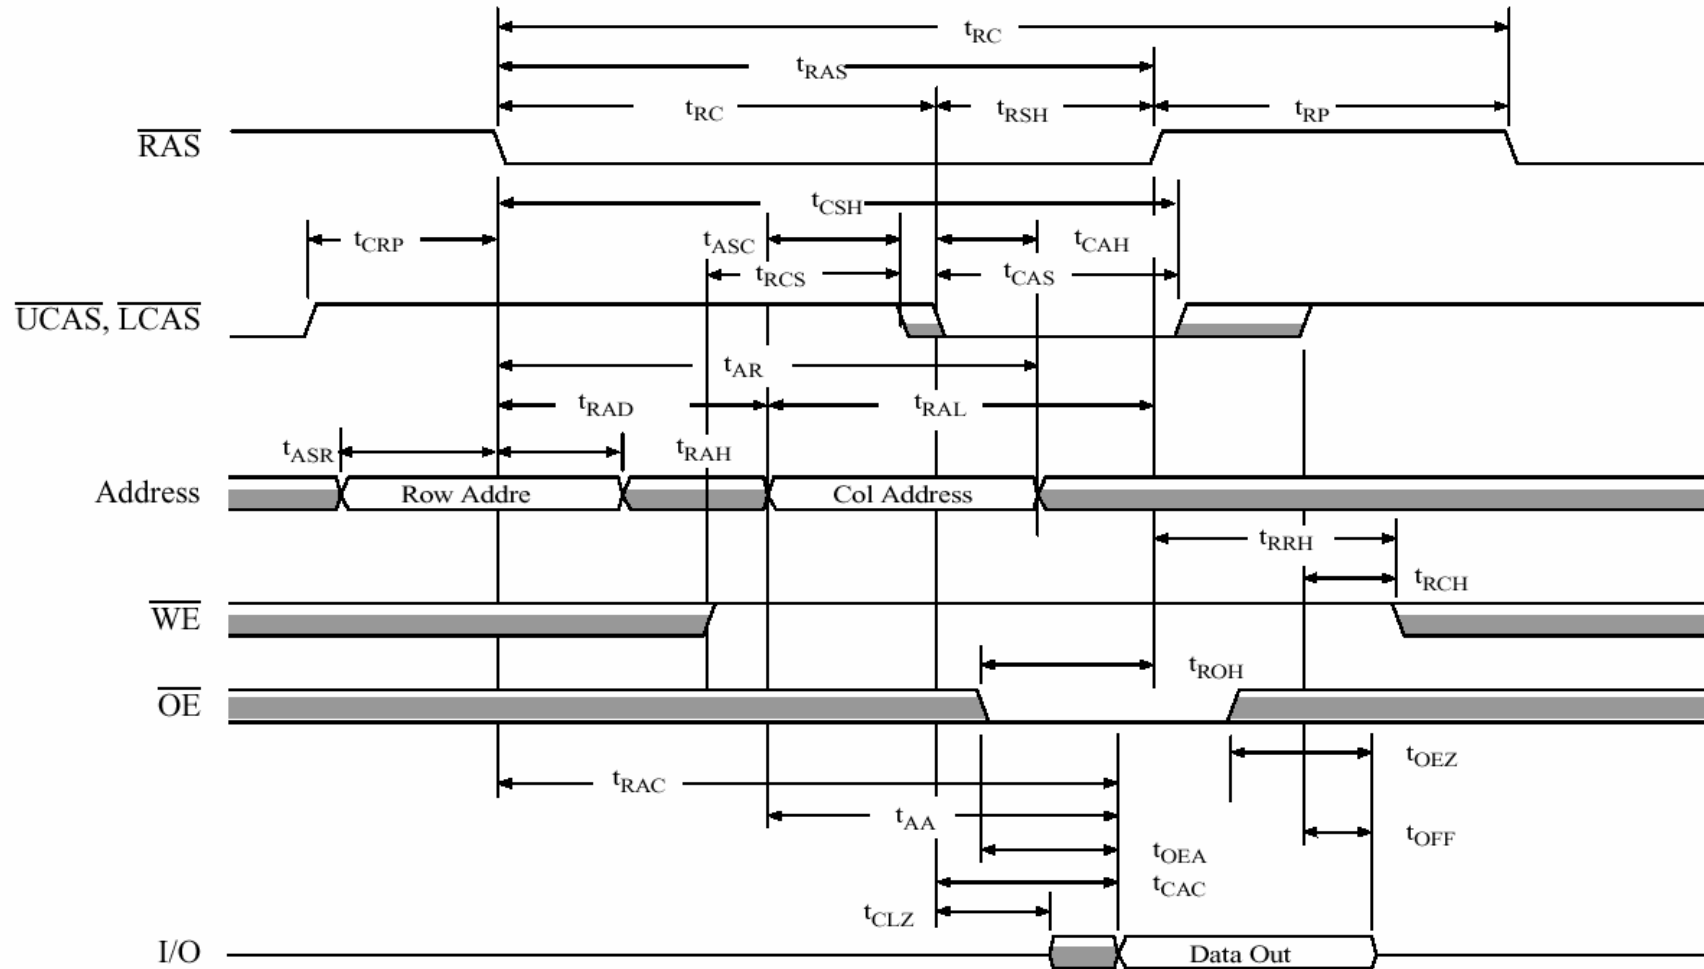 tRC
tRAS
tRC tRSH tRP
RAS
tCSH
tCRP tASC tCAH
tRCS tCAS
UCAS, LCAS
tAR
tRAD tRAL
tASR tRAH
Address Row Addre Col Address
tRRH
tRCH
WE
tROH
OE
tOEZ
tRAC
tAA tOFF
tOEA
tCAC
tCLZ
I/O Data Out